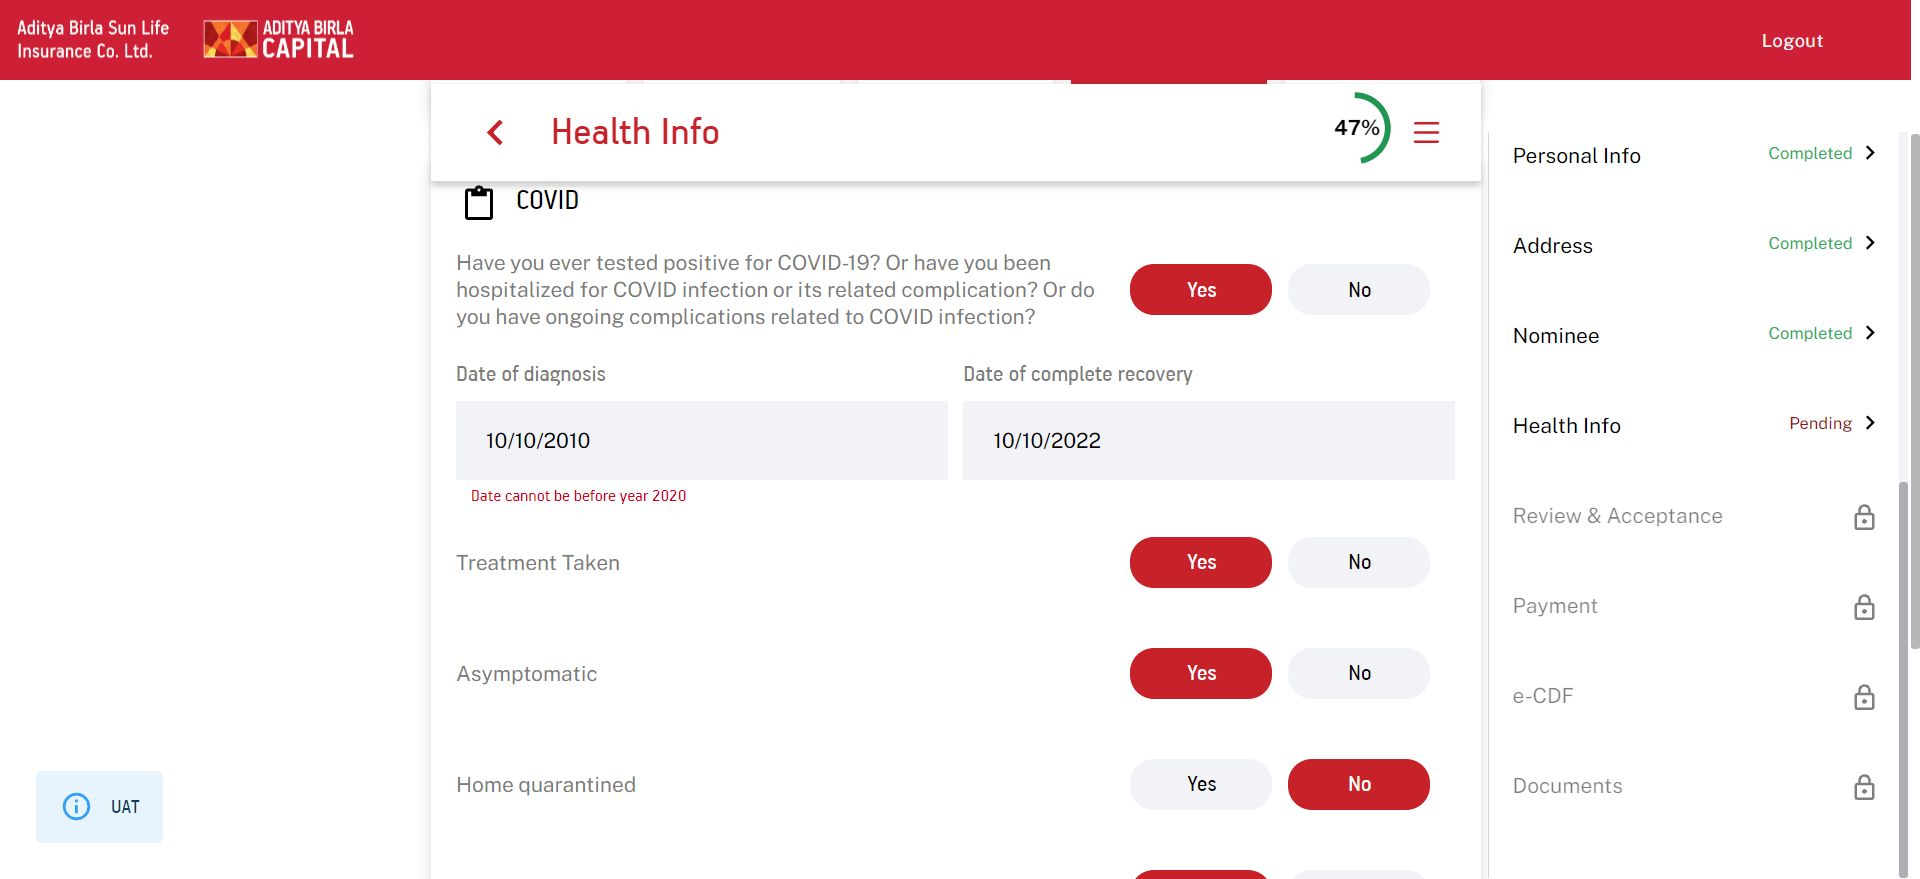 Aditya Birla Sun Life
Insurance Co. Ltd.
ADITYA BIRLA
CAPITAL
Logout
Health Info
47%
COVID
Have you ever tested positive for COVID-19? Or have you been
hospitalized for COVID infection or its related complication? Or do
you have ongoing complications related to COVID infection?
Yes No
Date of diagnosis
Date of complete recovery
10/10/2010
10/10/2022
Date cannot be before year 2020
Treatment Taken
Yes No
Asymptomatic
Yes No
Home quarantined
Yes No
Personal Info Completed
Address Completed
Nominee Completed
Health Info Pending
Review & Acceptance
Payment
e-CDF
Documents
UAT